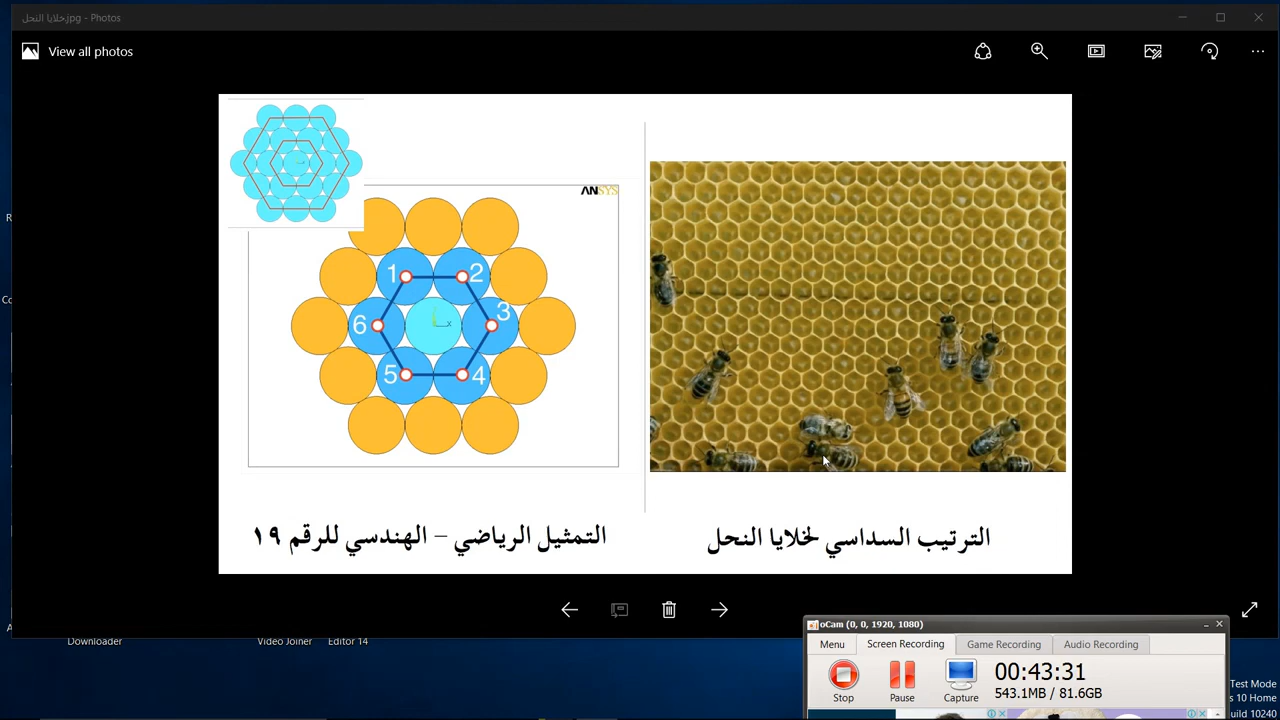 خلايا النحل.jpg - Photos
View all photos
ANSYS
1
2
3
6
X
5
4
التمثيل الرياضي – الهندسي للرقم ١٩
الترتيب السداسي لخلايا النحل
Downloader
Video Joiner
Editor 14
oCam (0, 0, 1920, 1080)
Menu
Screen Recording
Game Recording
Audio Recording
00:43:31
543.1MB / 81.6GB
Stop
Pause
Capture
Test Mode
s 10 Home
uild 10240